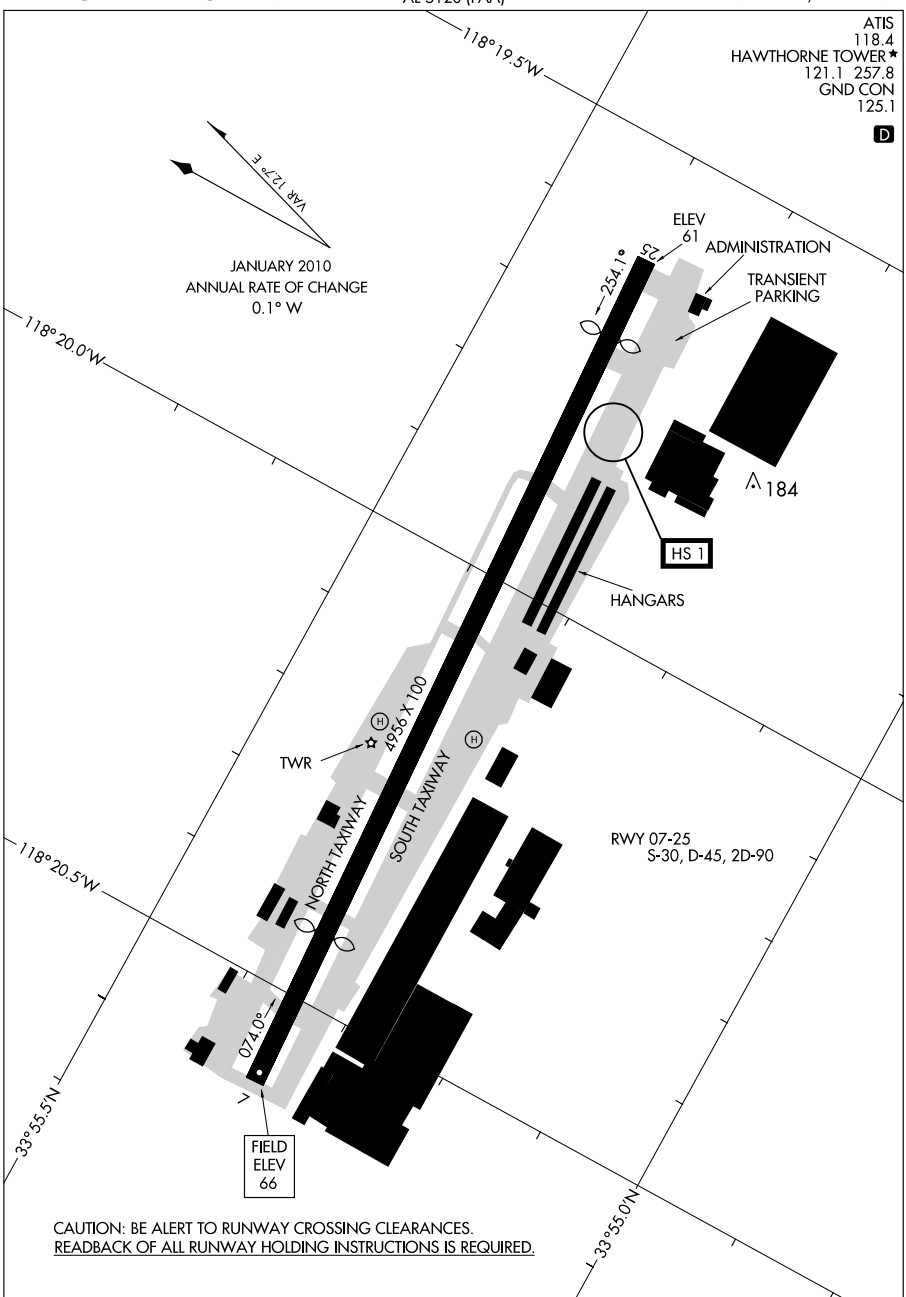 AL-5120 (FAA)
118°19.5'W
ATIS
118.4
HAWTHORNE TOWER
121.1 257.8
GND CON
125.1
D
VAR 12.7° E
JANUARY 2010
ANNUAL RATE OF CHANGE
0.1° W
ELEV
61
ADMINISTRATION
TRANSIENT
PARKING
25
254.1°
118°20.0'W
184
HS 1
HANGARS
H
4956 X 100
H
TWR
SOUTH TAXIWAY
NORTH TAXIWAY
RWY 07-25
S-30, D-45, 2D-90
118°20.5'W
074.0°
7
33°55.5'N
FIELD
ELEV
66
33°55.0'N
CAUTION: BE ALERT TO RUNWAY CROSSING CLEARANCES.
READBACK OF ALL RUNWAY HOLDING INSTRUCTIONS IS REQUIRED.